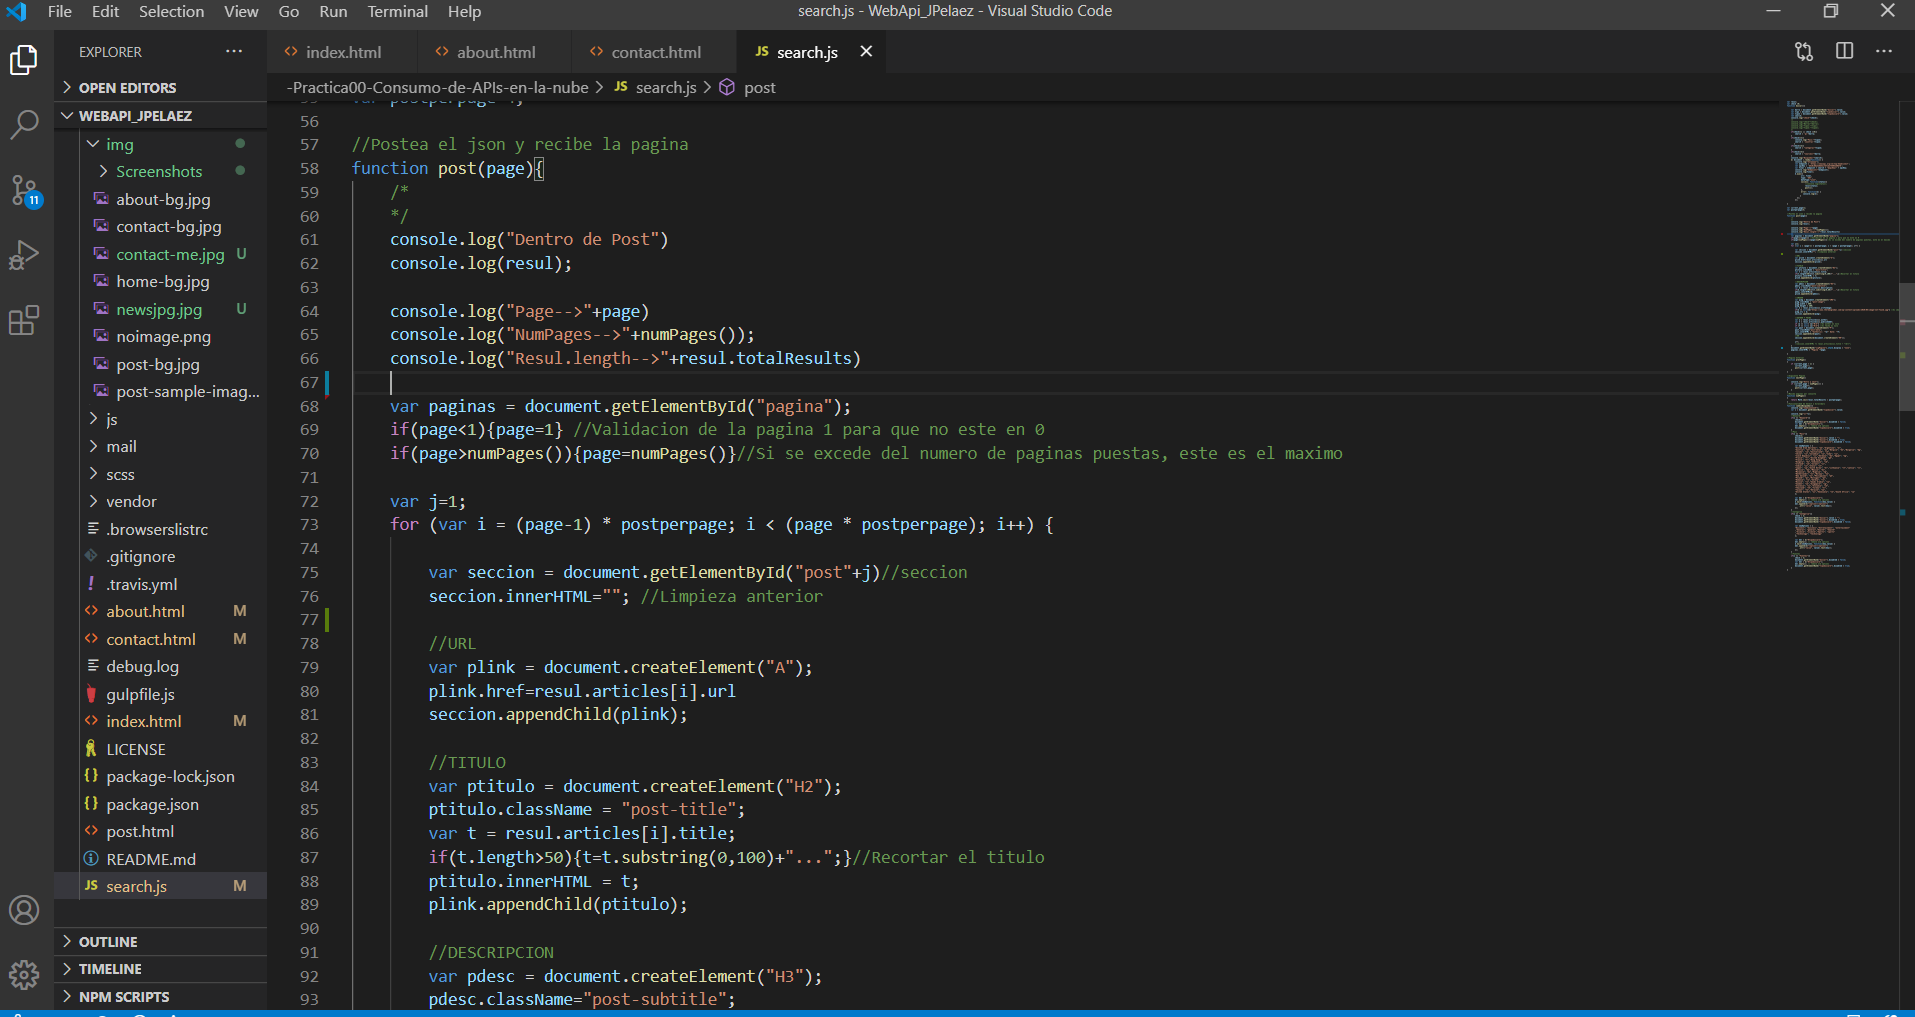 File Edit Selection View Go Run Terminal Help search.js - WebApi_JPelaez - Visual Studio Code
EXPLORER ... index.html about.html contact.html JS search.js
OPEN EDITORS
-Practica00-Consumo-de-APIs-en-la-nube > JS search.js > post
WEBAPI_JPELAEZ
img
Screenshots
about-bg.jpg
contact-bg.jpg
contact-me.jpg U
home-bg.jpg
newsjpg.jpg U
noimage.png
post-bg.jpg
post-sample-imag...
js
mail
scss
vendor
.browserslistrc
.gitignore
.travis.yml
about.html M
contact.html M
debug.log
gulpfile.js
index.html M
LICENSE
package-lock.json
package.json
post.html
README.md
JS search.js M
OUTLINE
TIMELINE
NPM SCRIPTS
11
56
57 //Postea el json y recibe la pagina
58 function post(page){
59 /*
60 */
61 console.log("Dentro de Post")
62 console.log(resul);
63
64 console.log("Page-->"+page)
65 console.log("NumPages-->"+numPages());
66 console.log("Resul.length-->"+resul.totalResults)
67
68 var paginas = document.getElementById("pagina");
69 if(page<1){page=1} //Validacion de la pagina 1 para que no este en 0
70 if(page>numPages()){page=numPages()}//Si se excede del numero de paginas puestas, este es el maximo
71
72 var j=1;
73 for (var i = (page-1) * postperpage; i < (page * postperpage); i++) {
74
75 var seccion = document.getElementById("post"+j)//seccion
76 seccion.innerHTML=""; //Limpieza anterior
77
78 //URL
79 var plink = document.createElement("A");
80 plink.href=resul.articles[i].url
81 seccion.appendChild(plink);
82
83 //TITULO
84 var ptitulo = document.createElement("H2");
85 ptitulo.className = "post-title";
86 var t = resul.articles[i].title;
87 if(t.length>50){t=t.substring(0,100)+"...";}//Recortar el titulo
88 ptitulo.innerHTML = t;
89 plink.appendChild(ptitulo);
90
91 //DESCRIPCION
92 var pdesc = document.createElement("H3");
93 pdesc.className="post-subtitle";